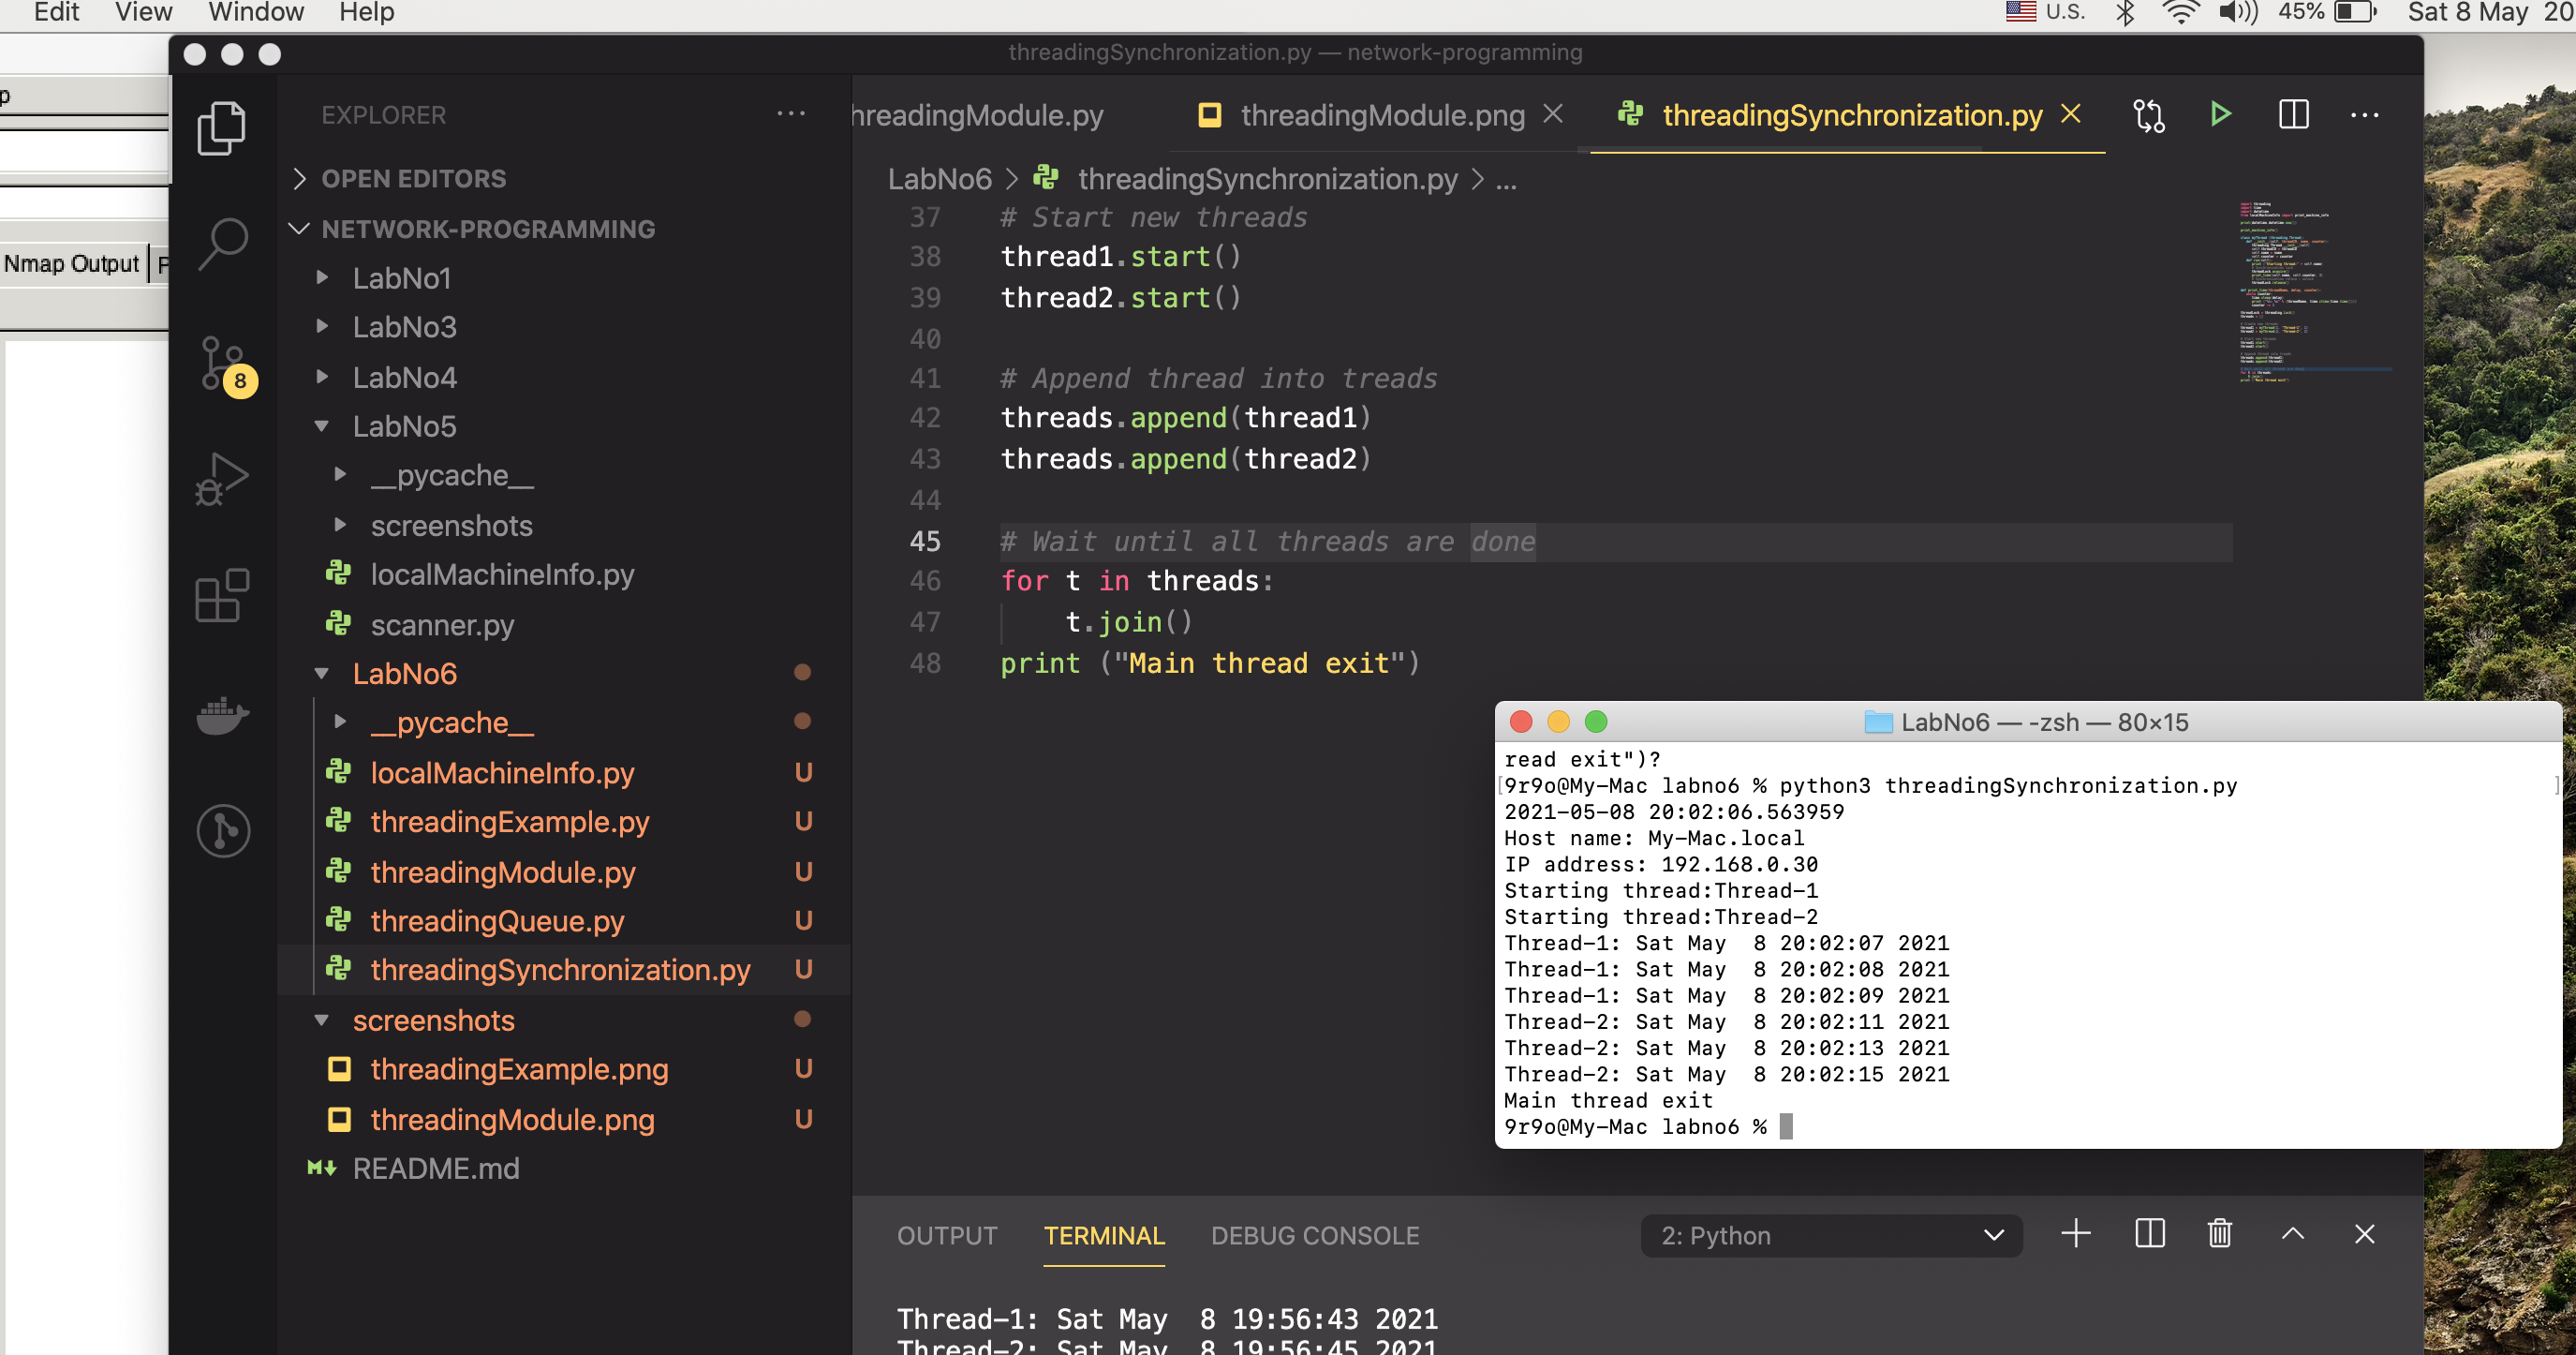 Edit View Window Help
U.S. 45% Sat 8 May 20
threadingSynchronization.py — network-programming
p
Nmap Output P
EXPLORER
OPEN EDITORS
NETWORK-PROGRAMMING
LabNo1
LabNo3
LabNo4
8
LabNo5
__pycache__
screenshots
localMachineInfo.py
scanner.py
LabNo6
__pycache__
localMachineInfo.py U
threadingExample.py U
threadingModule.py U
threadingQueue.py U
threadingSynchronization.py U
screenshots
threadingExample.png U
threadingModule.png U
README.md
hreadingModule.py threadingModule.png threadingSynchronization.py
LabNo6 > threadingSynchronization.py > ...
37 # Start new threads
38 thread1.start()
39 thread2.start()
40
41 # Append thread into treads
42 threads.append(thread1)
43 threads.append(thread2)
44
45 # Wait until all threads are done
46 for t in threads:
47 t.join()
48 print ("Main thread exit")
LabNo6 — -zsh — 80×15
read exit")?
[9r9o@My-Mac labno6 % python3 threadingSynchronization.py ]
2021-05-08 20:02:06.563959
Host name: My-Mac.local
IP address: 192.168.0.30
Starting thread:Thread-1
Starting thread:Thread-2
Thread-1: Sat May  8 20:02:07 2021
Thread-1: Sat May  8 20:02:08 2021
Thread-1: Sat May  8 20:02:09 2021
Thread-2: Sat May  8 20:02:11 2021
Thread-2: Sat May  8 20:02:13 2021
Thread-2: Sat May  8 20:02:15 2021
Main thread exit
9r9o@My-Mac labno6 %
OUTPUT TERMINAL DEBUG CONSOLE 2: Python
Thread-1: Sat May  8 19:56:43 2021
Thread-2: Sat May  8 19:56:45 2021